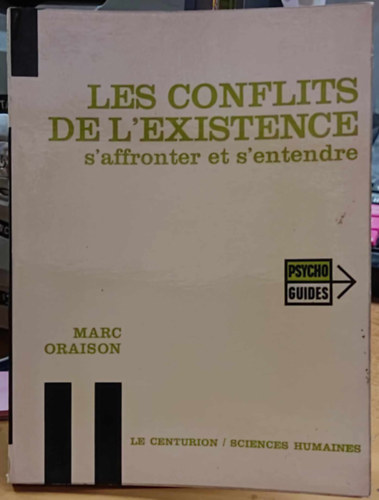 LES CONFLITS
DE L'EXISTENCE
s'affronter et s'entendre
PSYCHO
GUIDES
MARC
ORAISON
LE CENTURION / SCIENCES HUMAINES